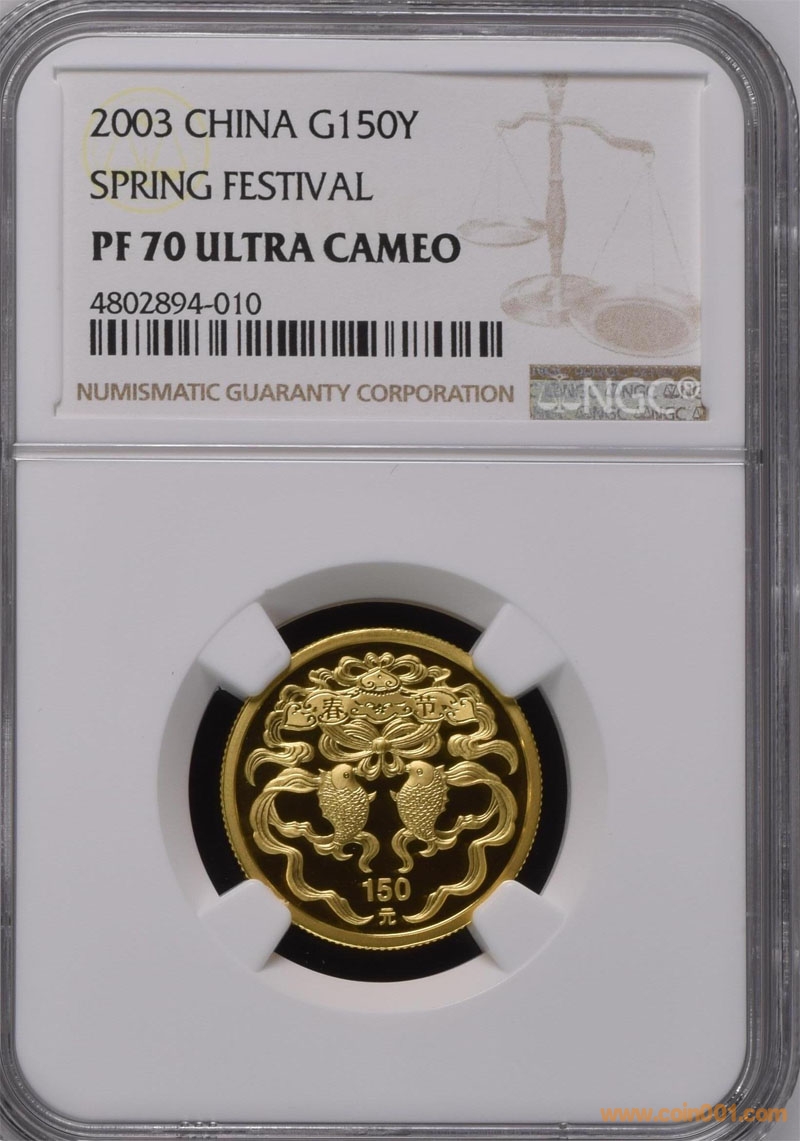 2003 CHINA G150Y
SPRING FESTIVAL
PF 70 ULTRA CAMEO
4802894-010
NUMISMATIC GUARANTY CORPORATION
NGC®
春 节
150
元
www.coin001.com